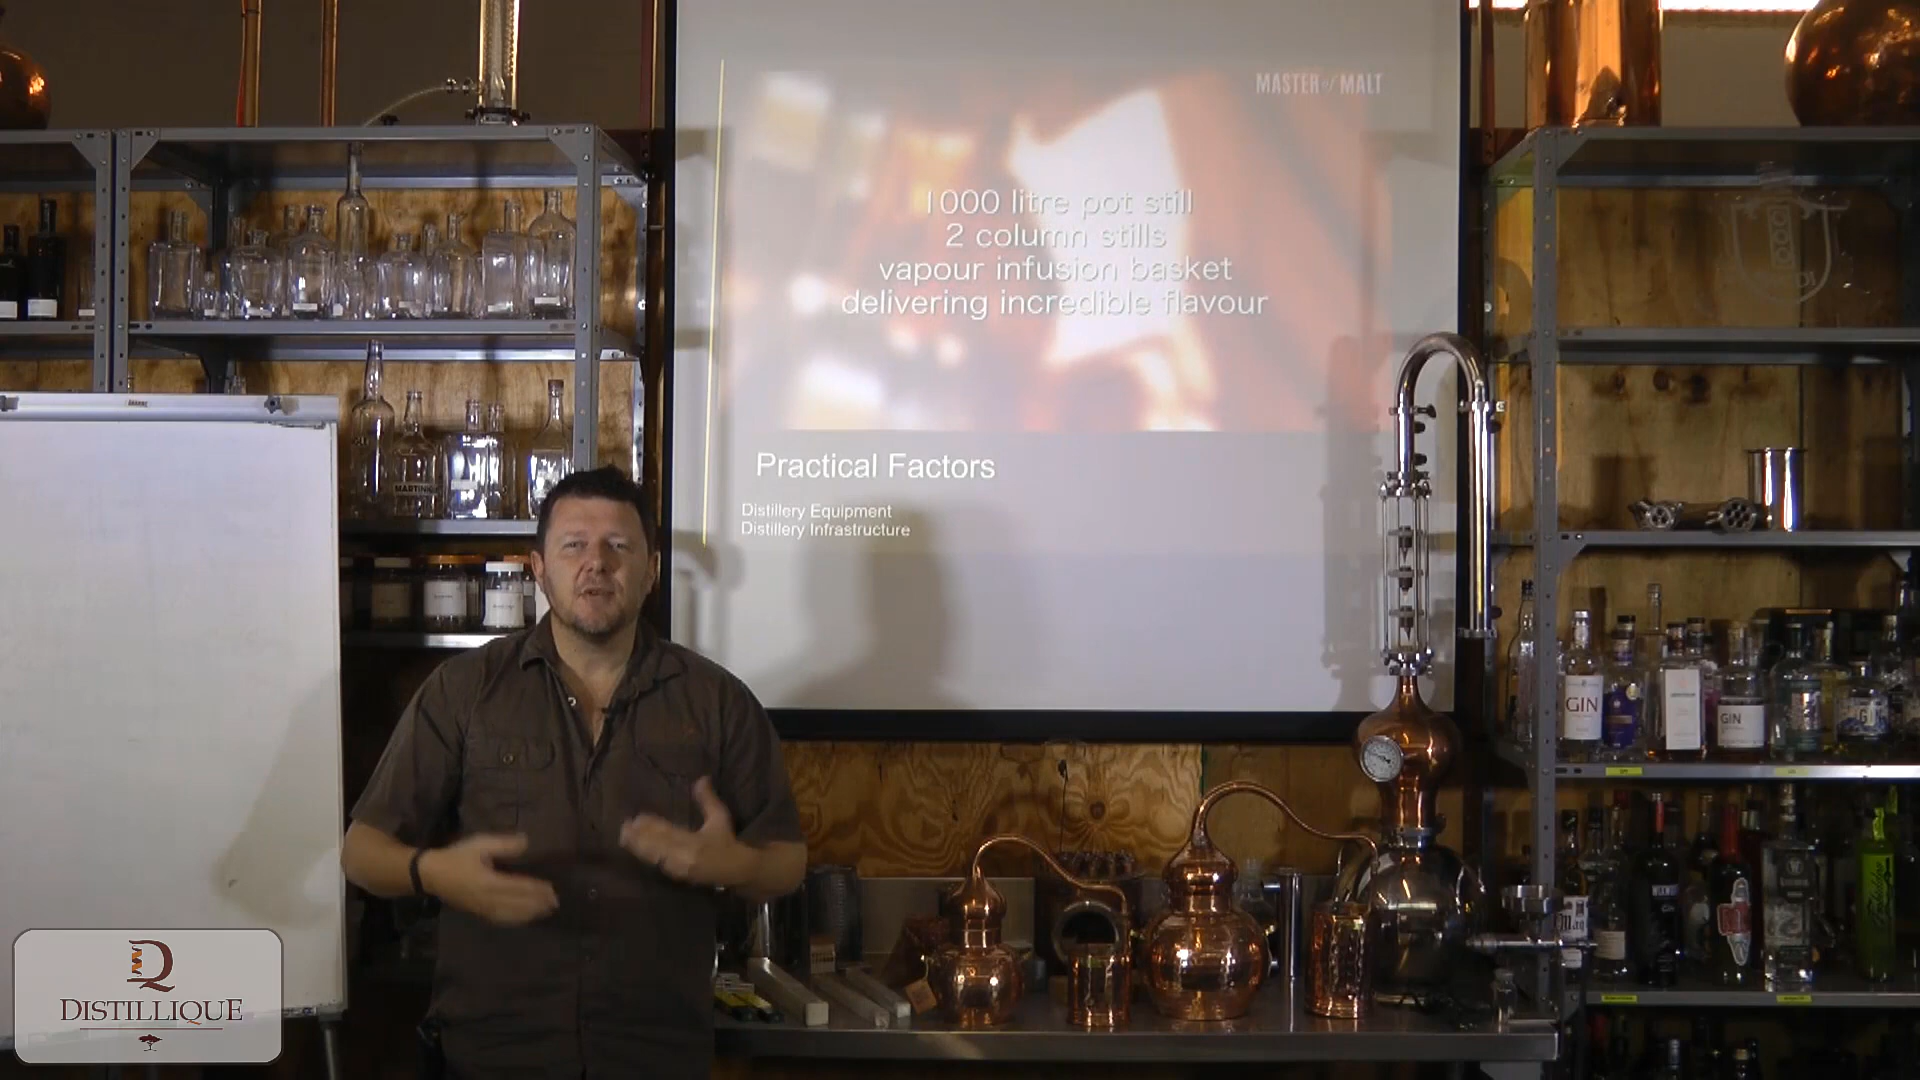 MASTER of MALT
1000 litre pot still
2 column stills
vapour infusion basket
delivering incredible flavour
Practical Factors
Distillery Equipment
Distillery Infrastructure
MARTINI
GIN
GIN
DISTILLIQUE